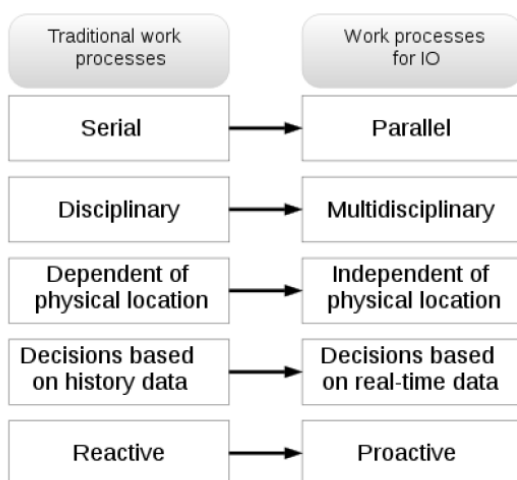 Traditional work
processes
Work processes
for IO
Serial
Parallel
Disciplinary
Multidisciplinary
Dependent of
physical location
Independent of
physical location
Decisions based
on history data
Decisions based
on real-time data
Reactive
Proactive